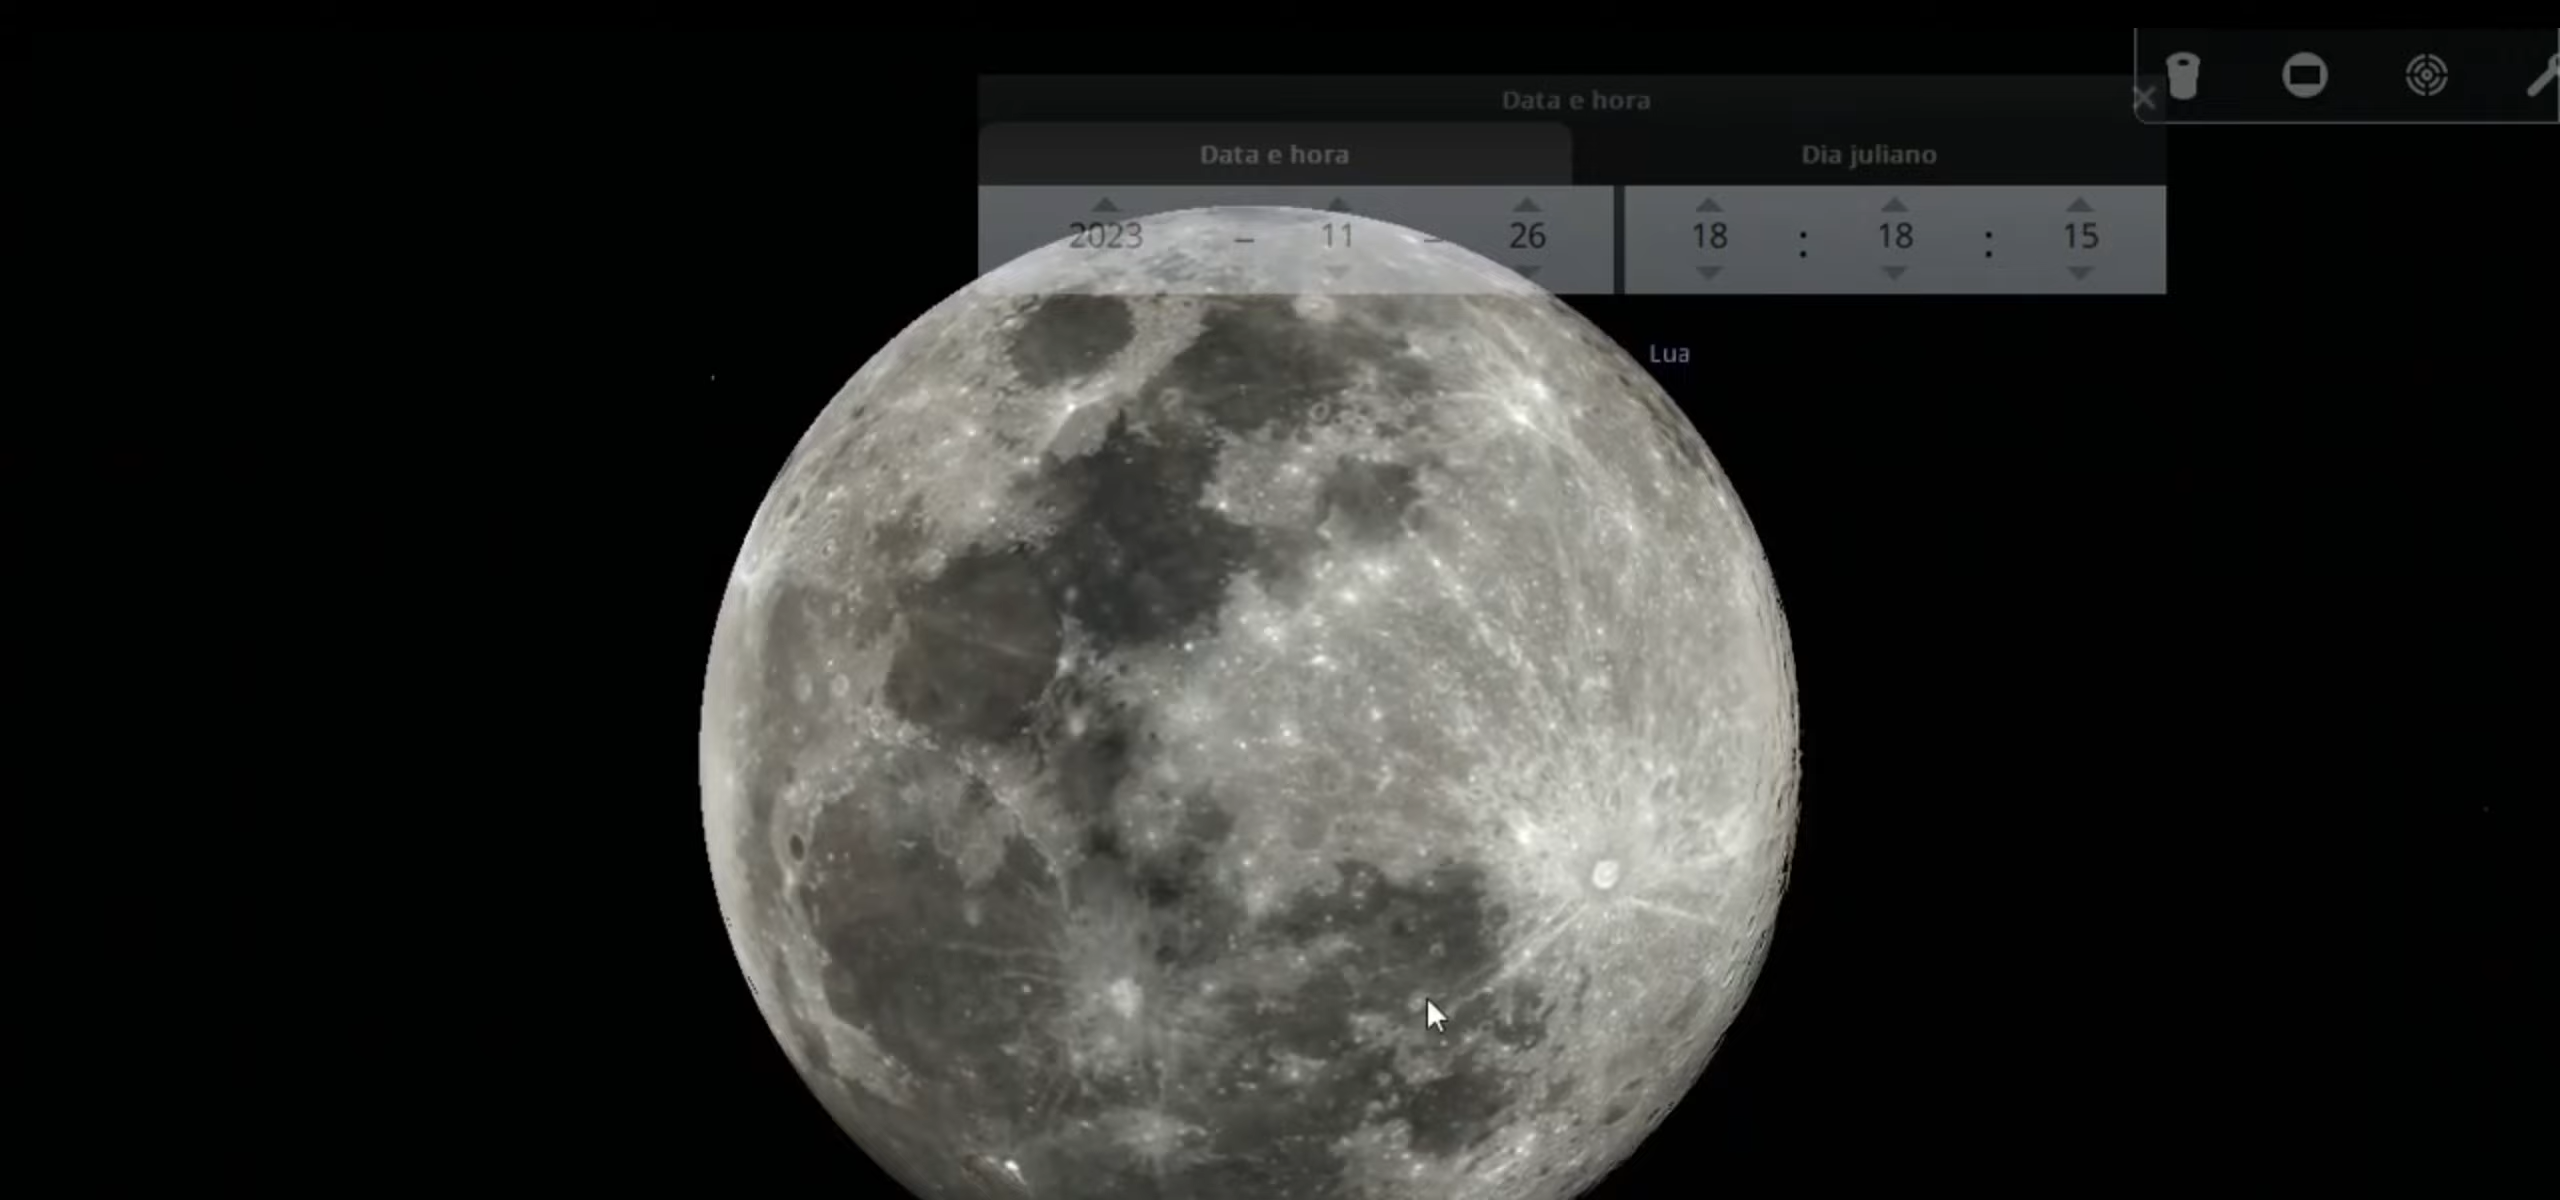 Data e hora
Data e hora Dia juliano
2023 – 11 – 26 18 : 18 : 15
Lua